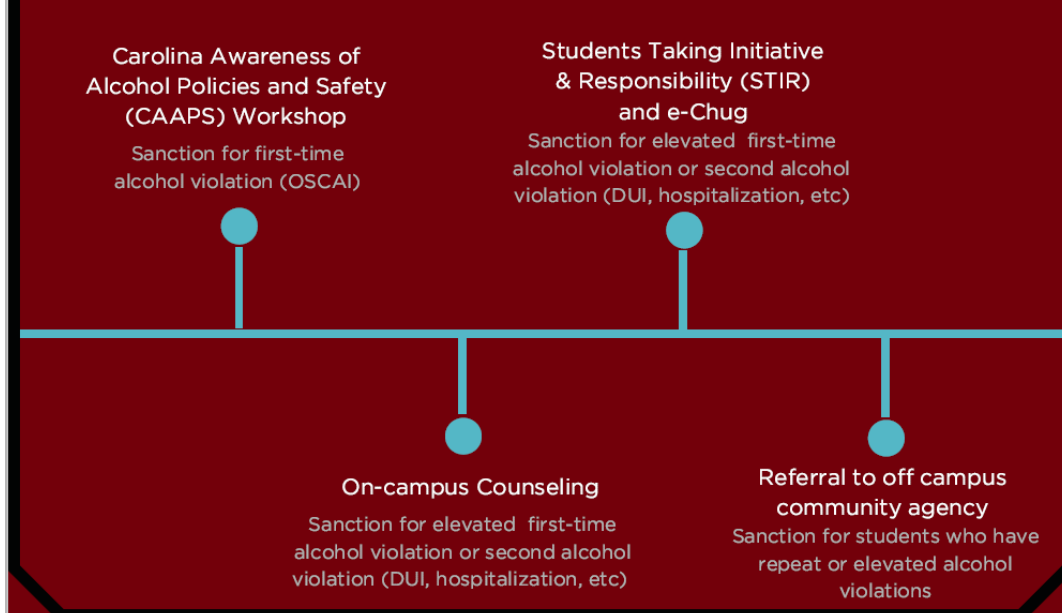 Carolina Awareness of
Alcohol Policies and Safety
(CAAPS) Workshop
Sanction for first-time
alcohol violation (OSCAI)
Students Taking Initiative
& Responsibility (STIR)
and e-Chug
Sanction for elevated first-time
alcohol violation or second alcohol
violation (DUI, hospitalization, etc)
On-campus Counseling
Sanction for elevated first-time
alcohol violation or second alcohol
violation (DUI, hospitalization, etc)
Referral to off campus
community agency
Sanction for students who have
repeat or elevated alcohol
violations